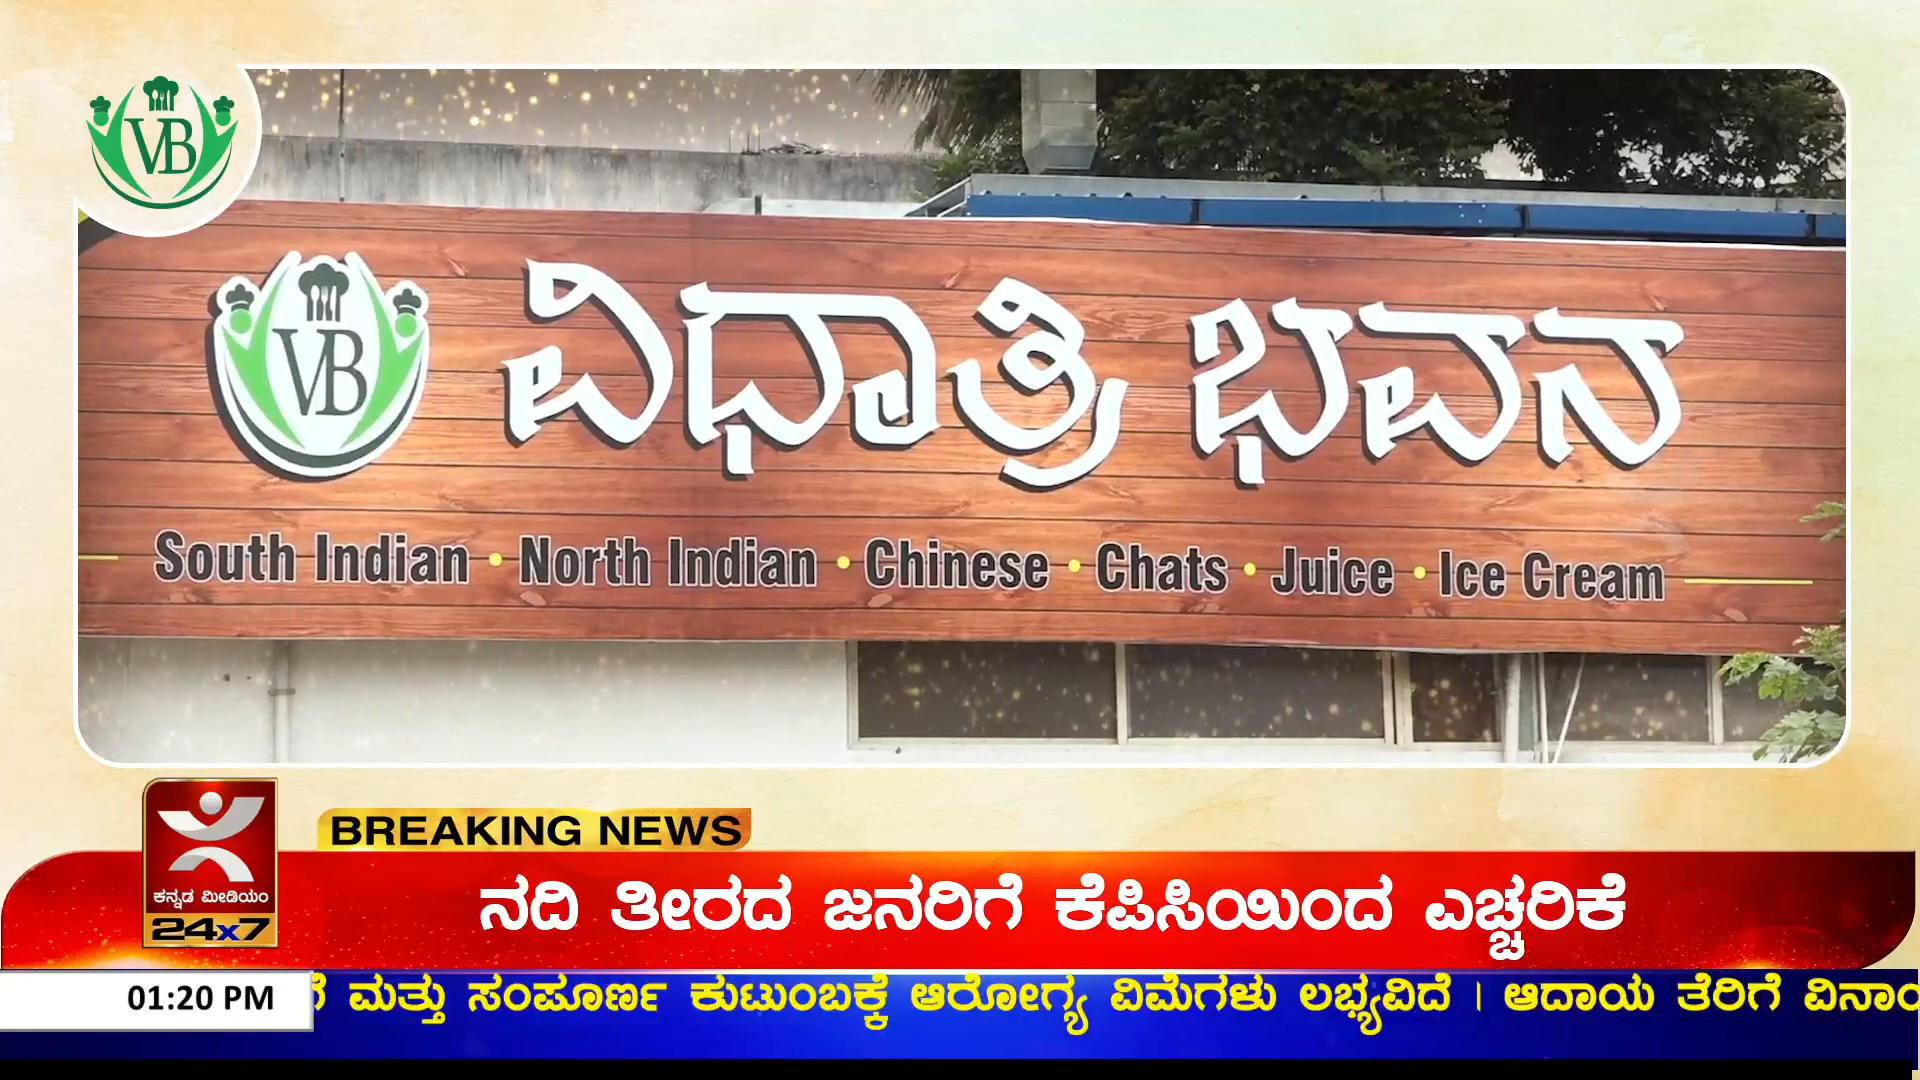 VB
VB
ವಿಧಾತ್ರಿ ಭವನ
South Indian • North Indian • Chinese • Chats • Juice • Ice Cream
BREAKING NEWS
ಕನ್ನಡ ಮೀಡಿಯಂ
24x7
ನದಿ ತೀರದ ಜನರಿಗೆ ಕೆಪಿಸಿಯಿಂದ ಎಚ್ಚರಿಕೆ
01:20 PM
ಮತ್ತು ಸಂಪೂರ್ಣ ಕುಟುಂಬಕ್ಕೆ ಆರೋಗ್ಯ ವಿಮೆಗಳು ಲಭ್ಯವಿದೆ | ಆದಾಯ ತೆರಿಗೆ